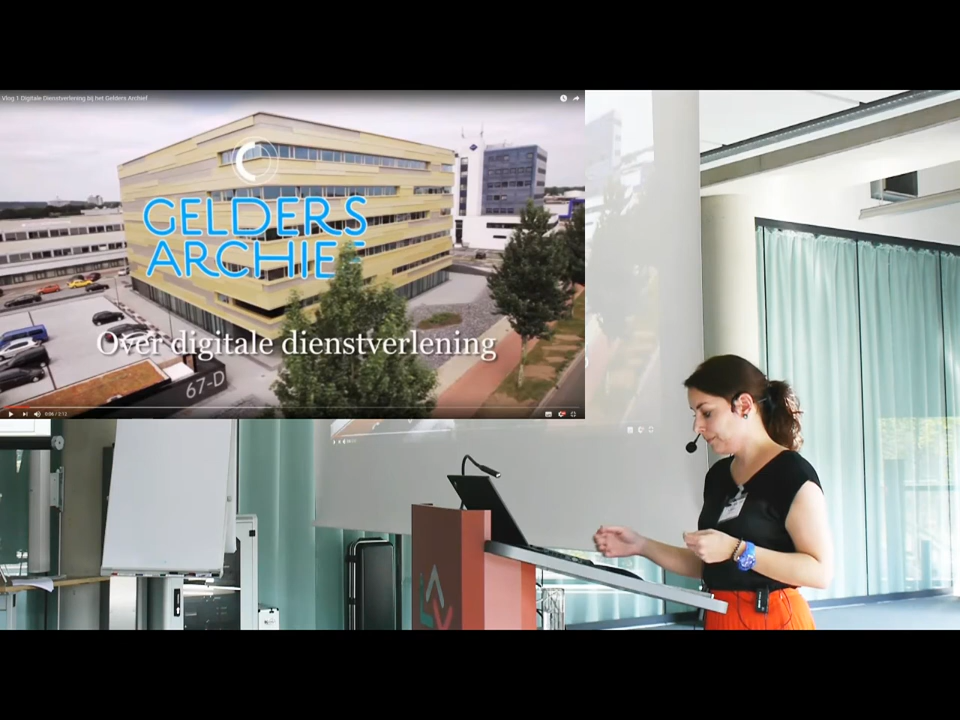 Vlog 1 Digitale Dienstverlening bij het Gelders Archief
GELDERS
ARCHIEF
Over digitale dienstverlening
67-D
0:06 / 2:12